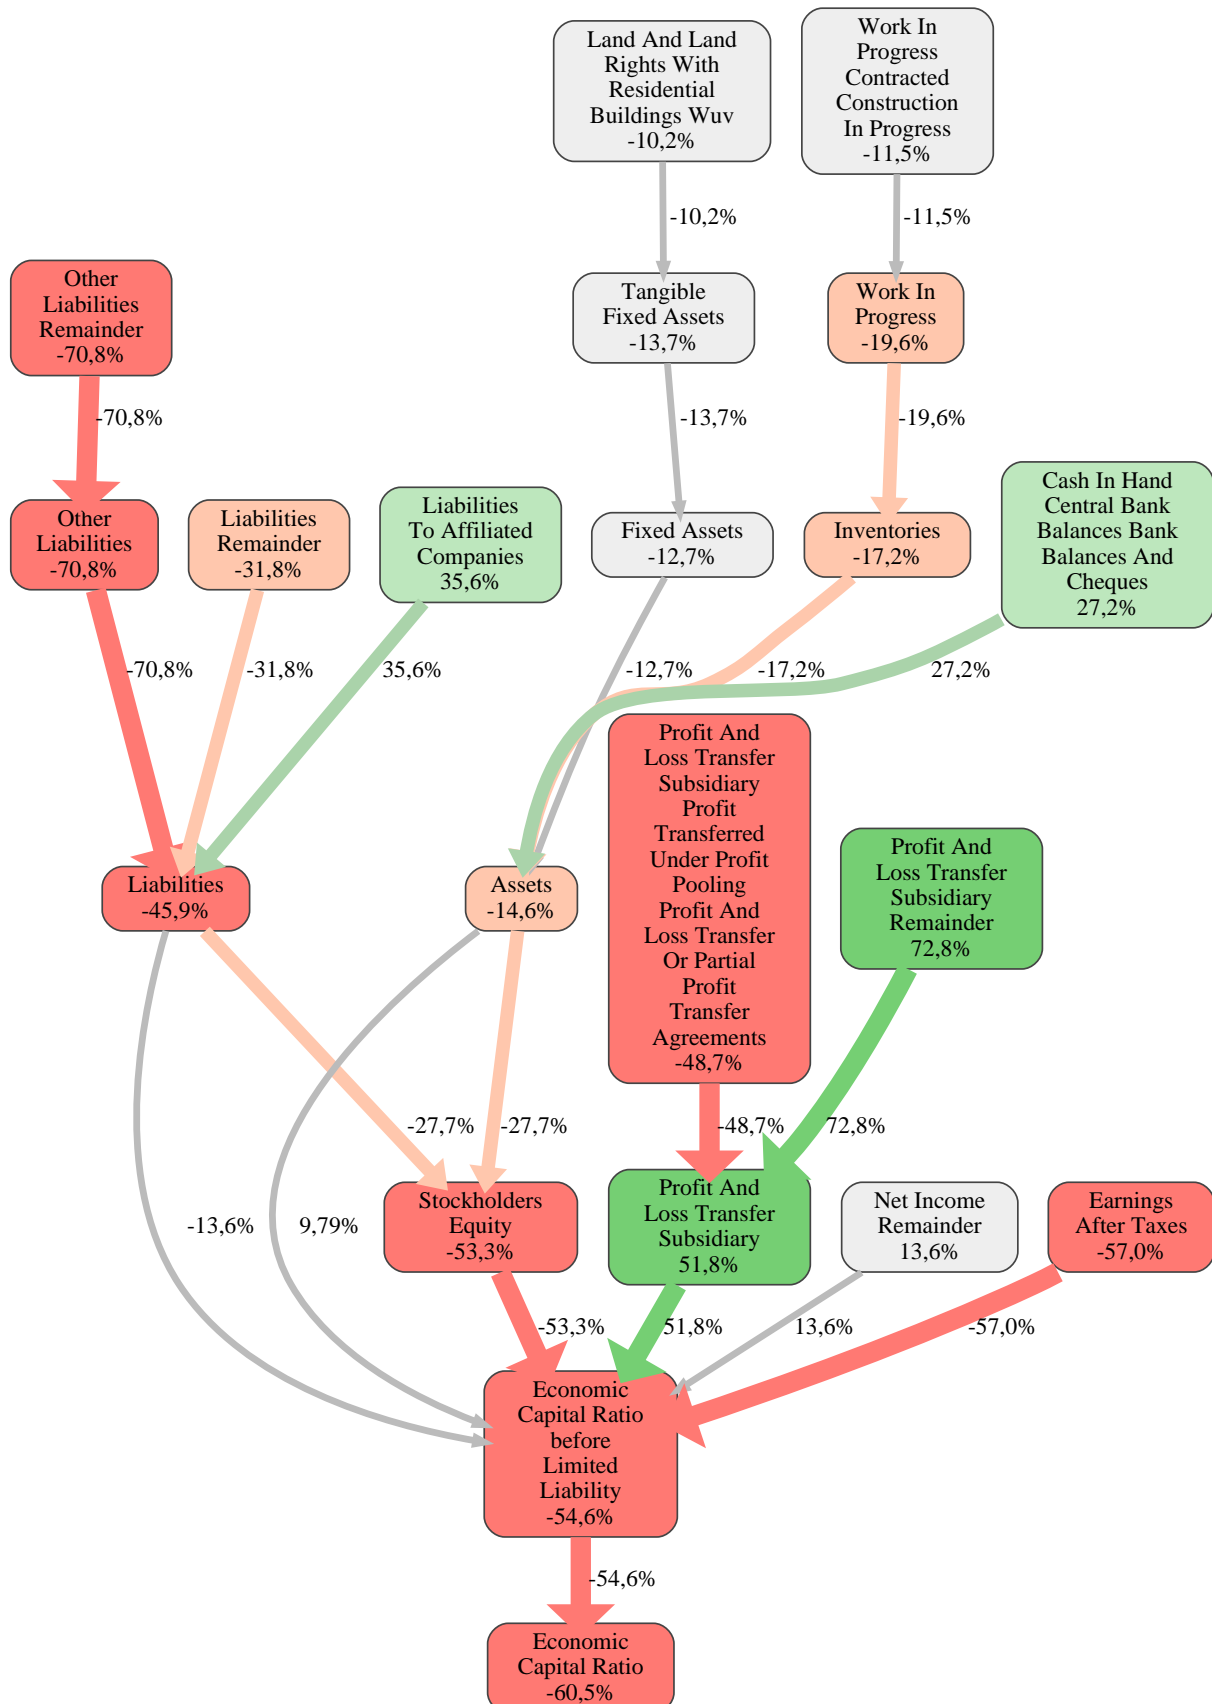 Land And Land
Rights With
Residential
Buildings Wuv
-10,2%
Work In
Progress
Contracted
Construction
In Progress
-11,5%
-10,2%
-11,5%
Other
Liabilities
Remainder
-70,8%
Tangible
Fixed Assets
-13,7%
Work In
Progress
-19,6%
-70,8%
-13,7%
-19,6%
Other
Liabilities
-70,8%
Liabilities
Remainder
-31,8%
Liabilities
To Affiliated
Companies
35,6%
Fixed Assets
-12,7%
Inventories
-17,2%
Cash In Hand
Central Bank
Balances Bank
Balances And
Cheques
27,2%
-70,8%
-31,8%
35,6%
-12,7%
-17,2%
27,2%
Liabilities
-45,9%
Assets
-14,6%
Profit And
Loss Transfer
Subsidiary
Profit
Transferred
Under Profit
Pooling
Profit And
Loss Transfer
Or Partial
Profit
Transfer
Agreements
-48,7%
Profit And
Loss Transfer
Subsidiary
Remainder
72,8%
-27,7%
-27,7%
-48,7%
72,8%
-13,6%
9,79%
Stockholders
Equity
-53,3%
Profit And
Loss Transfer
Subsidiary
51,8%
Net Income
Remainder
13,6%
Earnings
After Taxes
-57,0%
-53,3%
51,8%
13,6%
-57,0%
Economic
Capital Ratio
before
Limited
Liability
-54,6%
-54,6%
Economic
Capital Ratio
-60,5%